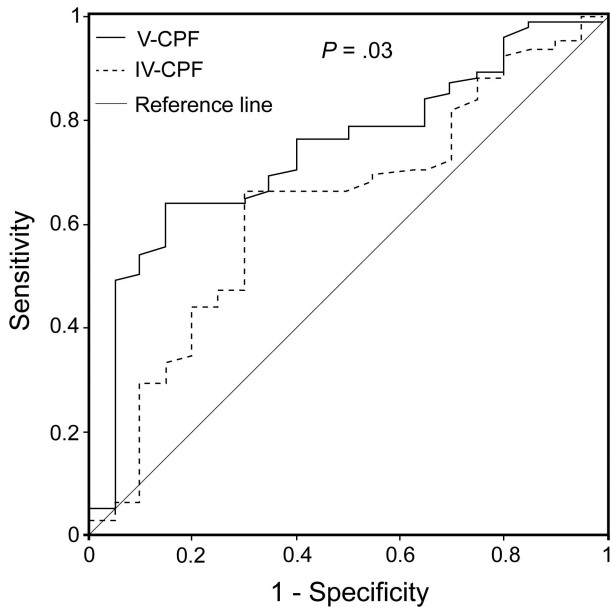 V-CPF
IV-CPF
Reference line
P = .03
Sensitivity
1
0.8
0.6
0.4
0.2
0
0 0.2 0.4 0.6 0.8 1
1 - Specificity